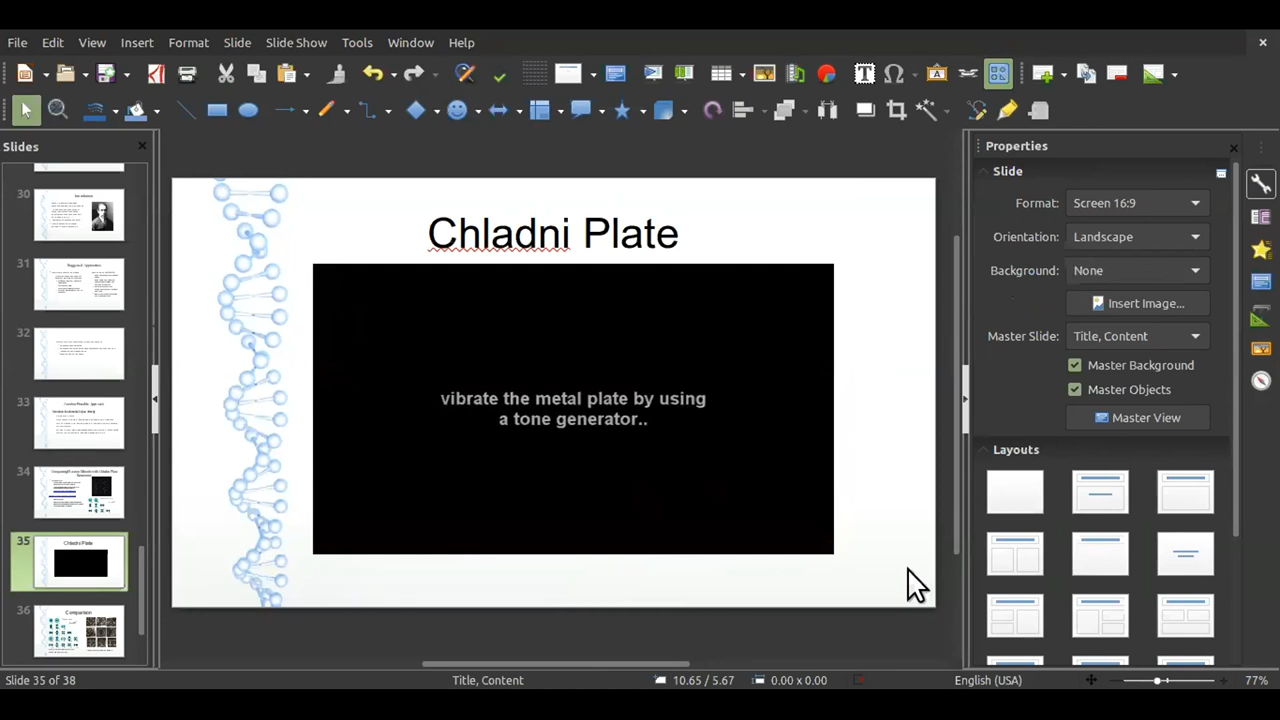 File Edit View Insert Format Slide Slide Show Tools Window Help
Slides
Properties
Slide
Format: Screen 16:9
Orientation: Landscape
Background: None
Insert Image...
Master Slide: Title, Content
Master Background
Master Objects
Master View
Layouts
30
31
32
33
34
35
Chladni Plate
36
Comparison
Chladni Plate
vibrate the metal plate by using
a tone generator..
Slide 35 of 38
Title, Content
10.65 / 5.67
0.00 x 0.00
English (USA)
77%